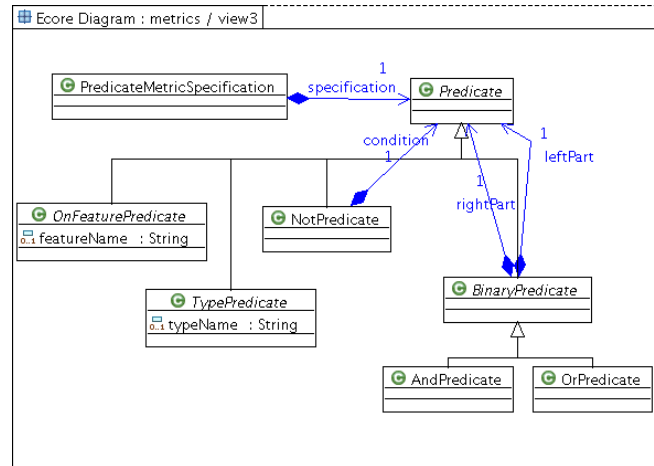 Ecore Diagram : metrics / view3
C PredicateMetricSpecification
1
specification
C Predicate
condition
1
1
leftPart
1
rightPart
C OnFeaturePredicate
0..1 featureName : String
C NotPredicate
C TypePredicate
0..1 typeName : String
C BinaryPredicate
C AndPredicate
C OrPredicate